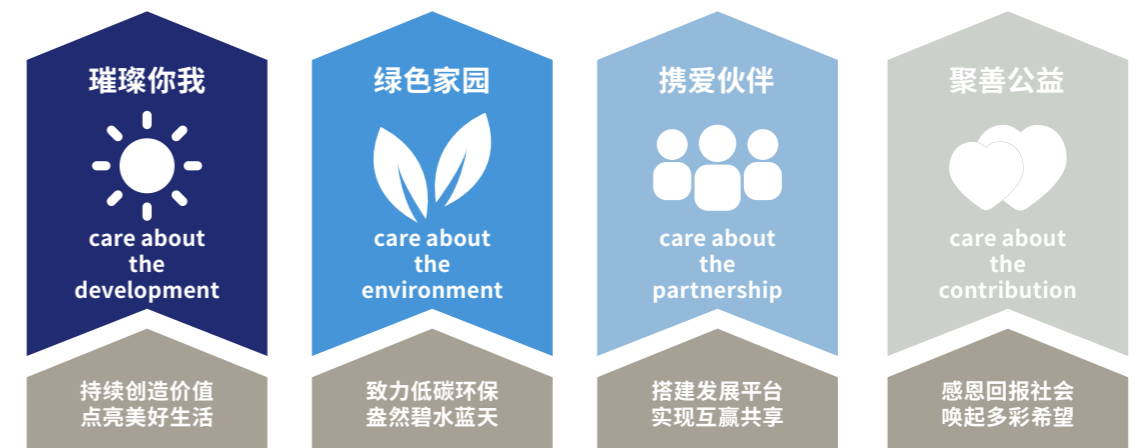 璀璨你我
care about
the
development
持续创造价值
点亮美好生活
绿色家园
care about
the
environment
致力低碳环保
盎然碧水蓝天
携爱伙伴
care about
the
partnership
搭建发展平台
实现互赢共享
聚善公益
care about
the
contribution
感恩回报社会
唤起多彩希望